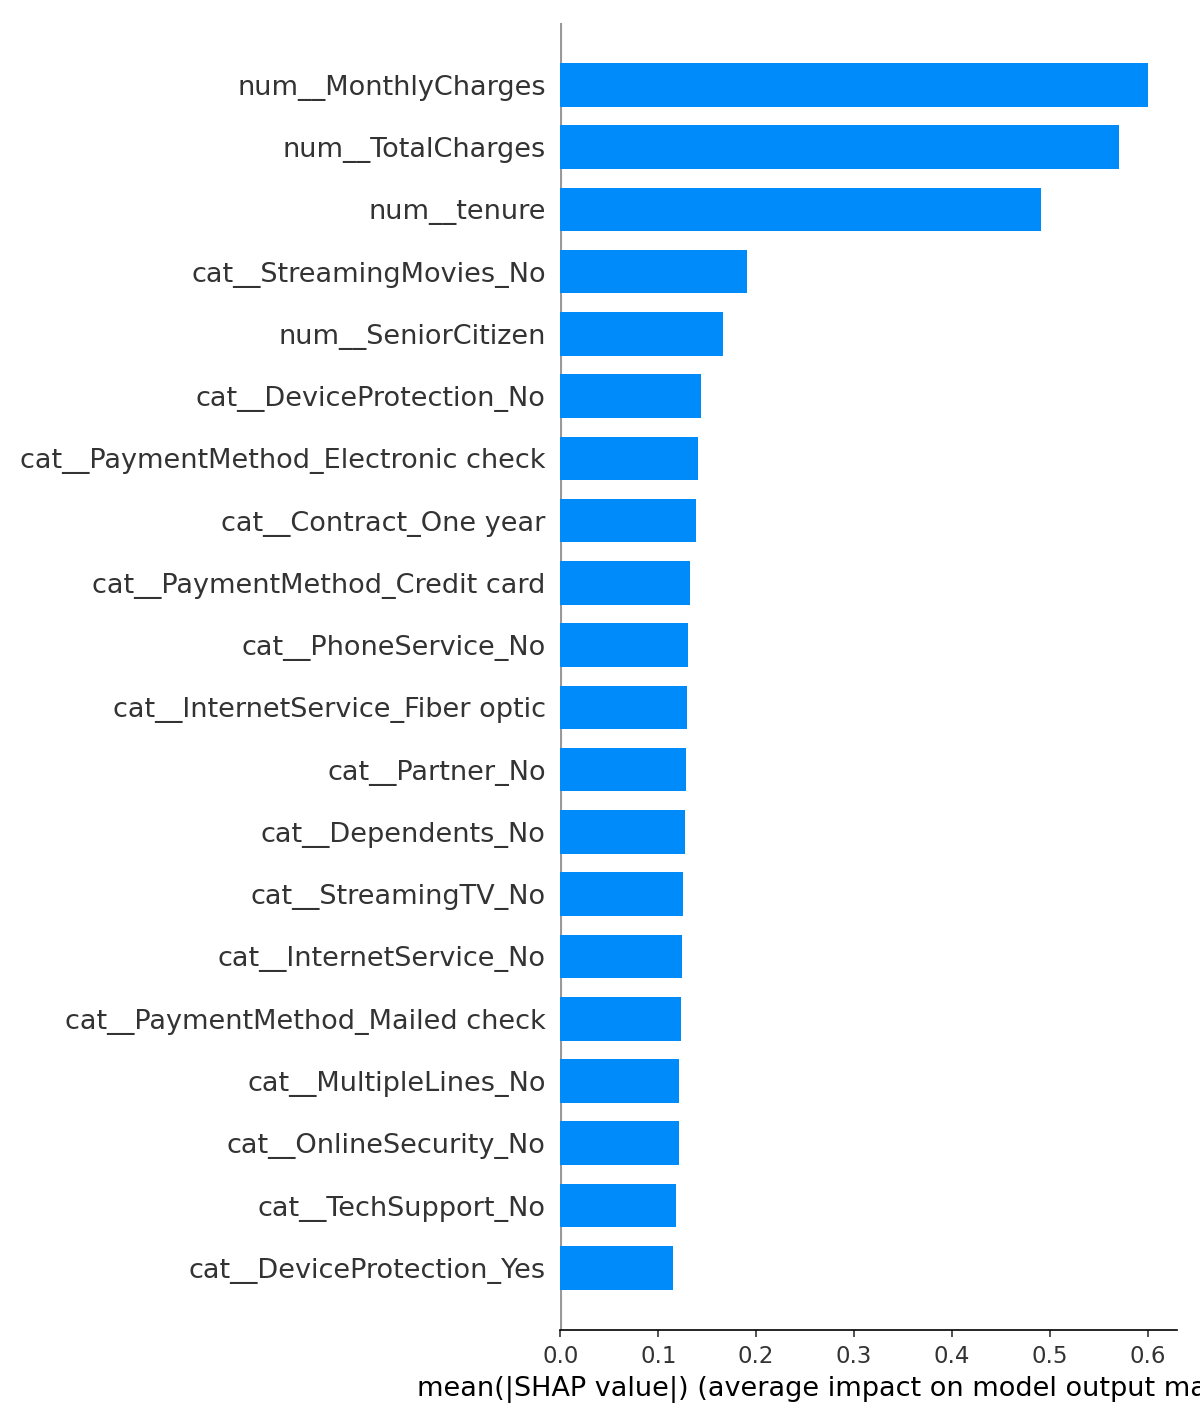 num__MonthlyCharges
num__TotalCharges
num__tenure
cat__StreamingMovies_No
num__SeniorCitizen
cat__DeviceProtection_No
cat__PaymentMethod_Electronic check
cat__Contract_One year
cat__PaymentMethod_Credit card
cat__PhoneService_No
cat__InternetService_Fiber optic
cat__Partner_No
cat__Dependents_No
cat__StreamingTV_No
cat__InternetService_No
cat__PaymentMethod_Mailed check
cat__MultipleLines_No
cat__OnlineSecurity_No
cat__TechSupport_No
cat__DeviceProtection_Yes
0.0 0.1 0.2 0.3 0.4 0.5 0.6
mean(|SHAP value|) (average impact on model output ma